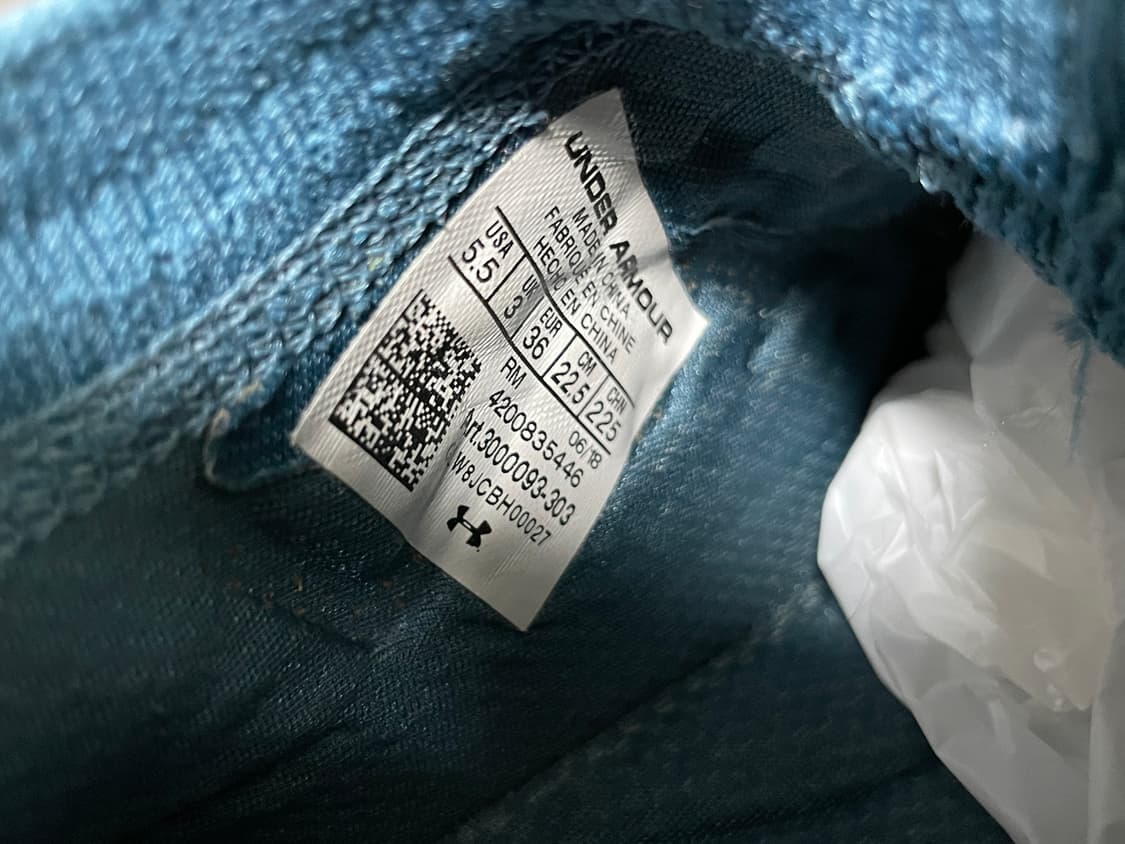 UNDER ARMOUR
MADE IN CHINA
FABRIQUÉ EN CHINE
HECHO EN CHINA
USA UK EUR CM CHN
5.5 3 36 22.5 225
RM 06/18
4200835446
Art.3000093-303
W8JCBH00027